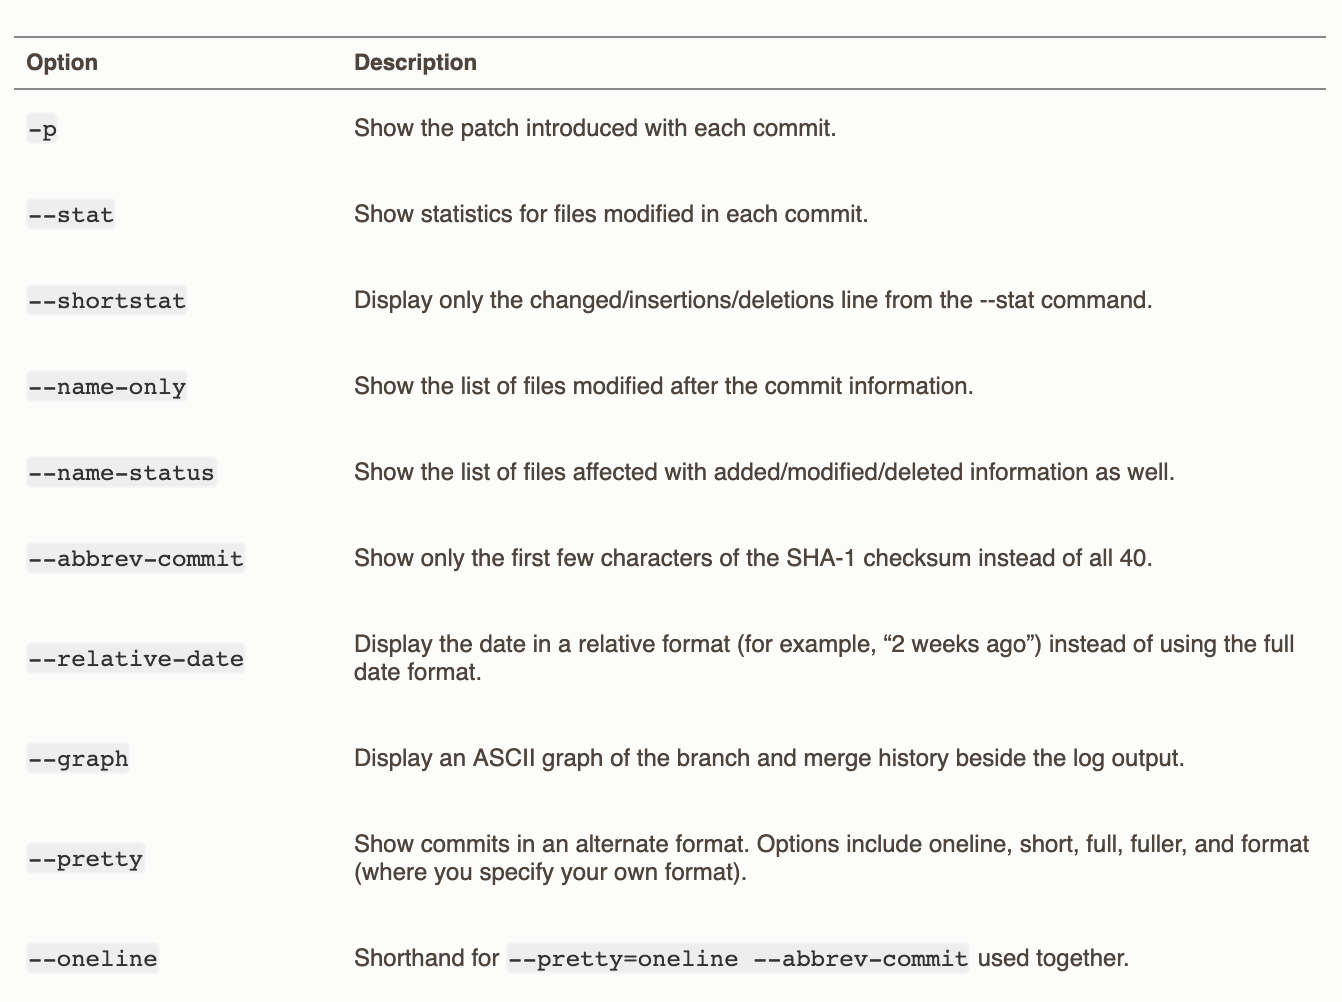 Option Description
-p Show the patch introduced with each commit.
--stat Show statistics for files modified in each commit.
--shortstat Display only the changed/insertions/deletions line from the --stat command.
--name-only Show the list of files modified after the commit information.
--name-status Show the list of files affected with added/modified/deleted information as well.
--abbrev-commit Show only the first few characters of the SHA-1 checksum instead of all 40.
--relative-date Display the date in a relative format (for example, “2 weeks ago”) instead of using the full
date format.
--graph Display an ASCII graph of the branch and merge history beside the log output.
--pretty Show commits in an alternate format. Options include oneline, short, full, fuller, and format
(where you specify your own format).
--oneline Shorthand for --pretty=oneline --abbrev-commit used together.